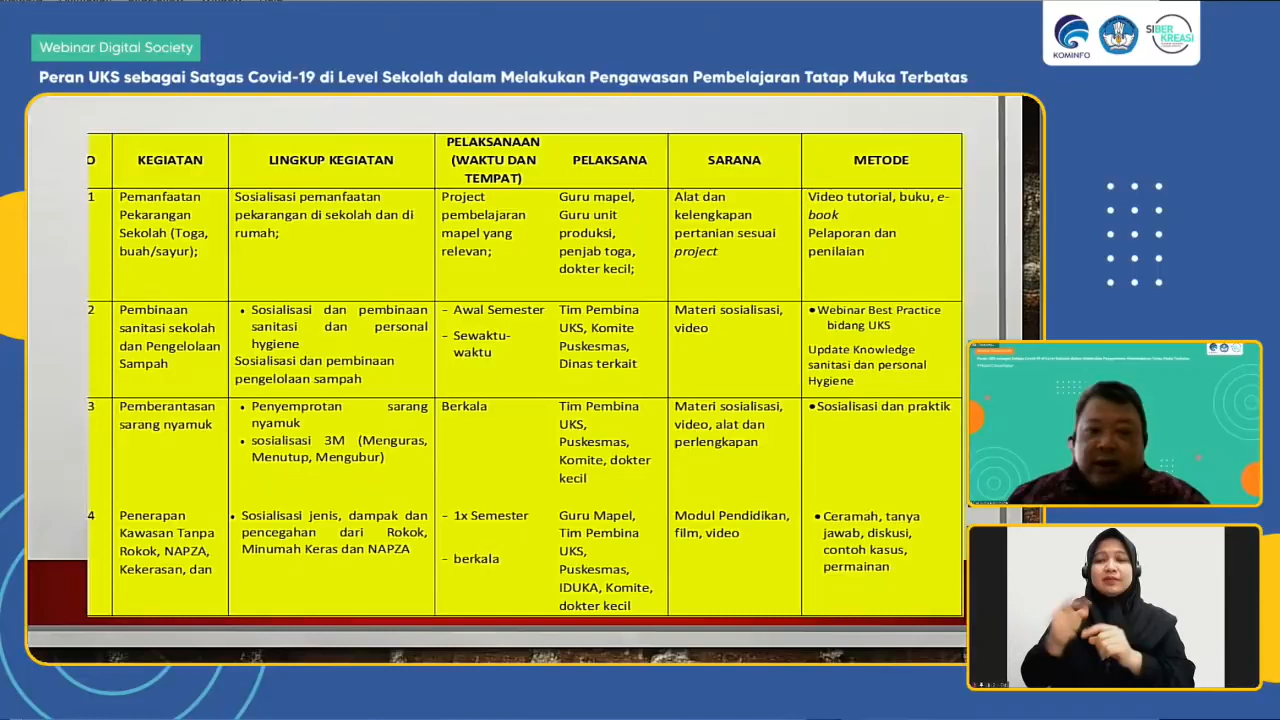 Webinar Digital Society
Peran UKS sebagai Satgas Covid-19 di Level Sekolah dalam Melakukan Pengawasan Pembelajaran Tatap Muka Terbatas
KOMINFO
SIBER
KREASI
O
KEGIATAN
LINGKUP KEGIATAN
PELAKSANAAN
(WAKTU DAN
TEMPAT)
PELAKSANA
SARANA
METODE
1
Pemanfaatan
Pekarangan
Sekolah (Toga,
buah/sayur);
Sosialisasi pemanfaatan
pekarangan di sekolah dan di
rumah;
Project
pembelajaran
mapel yang
relevan;
Guru mapel,
Guru unit
produksi,
penjab toga,
dokter kecil;
Alat dan
kelengkapan
pertanian sesuai
project
Video tutorial, buku, e-
book
Pelaporan dan
penilaian
2
Pembinaan
sanitasi sekolah
dan Pengelolaan
Sampah
• Sosialisasi dan pembinaan
sanitasi dan personal
hygiene
Sosialisasi dan pembinaan
pengelolaan sampah
- Awal Semester
- Sewaktu-
waktu
Tim Pembina
UKS, Komite
Puskesmas,
Dinas terkait
Materi sosialisasi,
video
•Webinar Best Practice
bidang UKS
Update Knowledge
sanitasi dan personal
Hygiene
3
Pemberantasan
sarang nyamuk
• Penyemprotan sarang
nyamuk
• sosialisasi 3M (Menguras,
Menutup, Mengubur)
Berkala
Tim Pembina
UKS,
Puskesmas,
Komite, dokter
kecil
Materi sosialisasi,
video, alat dan
perlengkapan
•Sosialisasi dan praktik
4
Penerapan
Kawasan Tanpa
Rokok, NAPZA,
Kekerasan, dan
• Sosialisasi jenis, dampak dan
pencegahan dari Rokok,
Minumah Keras dan NAPZA
- 1x Semester
- berkala
Guru Mapel,
Tim Pembina
UKS,
Puskesmas,
IDUKA, Komite,
dokter kecil
Modul Pendidikan,
film, video
•Ceramah, tanya
jawab, diskusi,
contoh kasus,
permainan